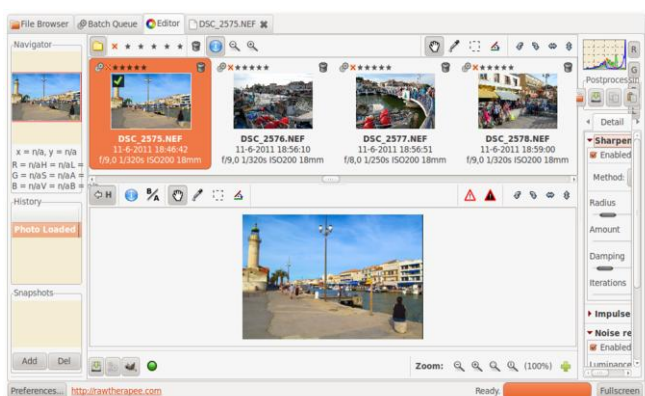 File Browser Batch Queue Editor DSC_2575.NEF
Navigator
x = n/a, y = n/a
R = n/aH = n/aL =
G = n/aS = n/aA =
B = n/aV = n/aB =
History
Photo Loaded
Snapshots
Add Del
DSC_2575.NEF
11-6-2011 18:46:42
f/9,0 1/320s ISO200 18mm
DSC_2576.NEF
11-6-2011 18:56:10
f/9,0 1/320s ISO200 18mm
DSC_2577.NEF
11-6-2011 18:56:51
f/9,0 1/250s ISO200 18mm
DSC_2578.NEF
11-6-2011 18:59:00
f/9,0 1/320s ISO200 18mm
H B/A
Zoom: (100%)
R
G
Postprocessin
Detail
Sharpen
Enabled
Method:
Radius
Amount
Damping
Iterations
Impulse
Noise re
Enabled
Luminance
Preferences... http://rawtherapee.com Ready. Fullscreen